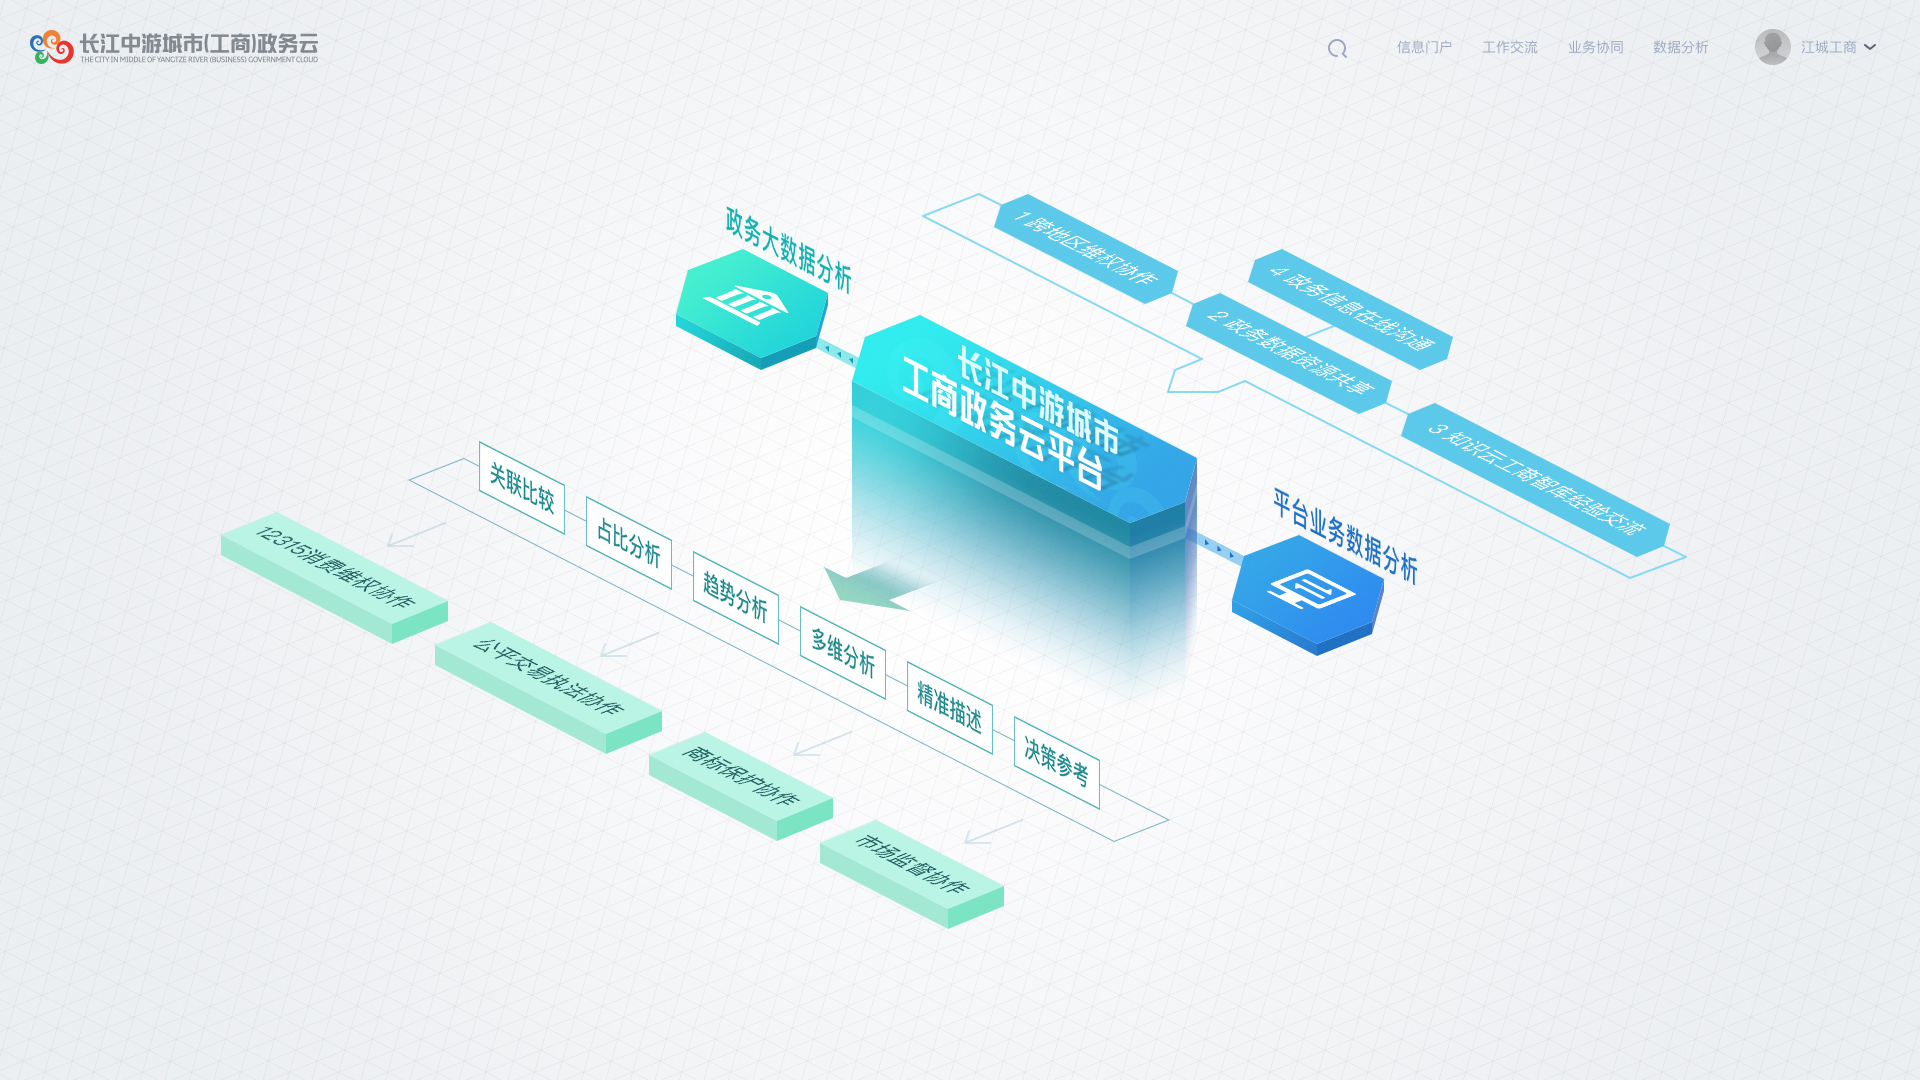 长江中游城市(工商)政务云
THE CITY IN MIDDLE OF YANGTZE RIVER (BUSINESS) GOVERNMENT CLOUD
信息门户
工作交流
业务协同
数据分析
江城工商
政务大数据分析
1 跨地区维权协作
4 政务信息在线沟通
2 政务数据资源共享
3 知识云工商智库经验交流
长江中游城市
工商政务云平台
平台业务数据分析
关联比较
占比分析
趋势分析
多维分析
精准描述
决策参考
12315消费维权协作
公平交易执法协作
商标保护协作
市场监督协作